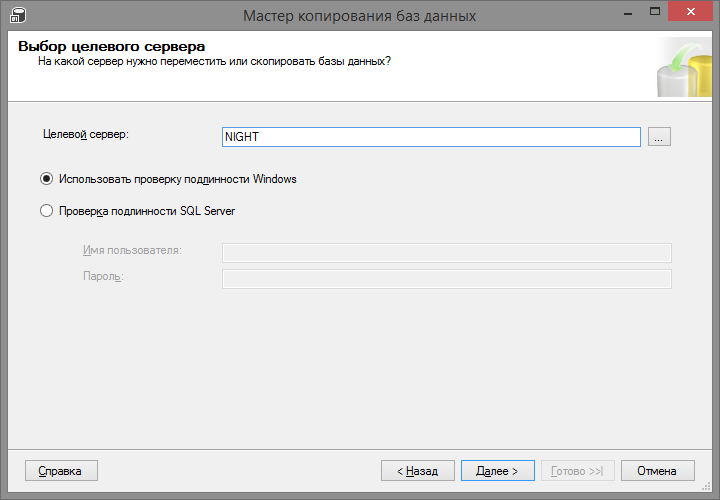 Мастер копирования баз данных
Выбор целевого сервера
На какой сервер нужно переместить или скопировать базы данных?
Целевой сервер:
NIGHT
...
Использовать проверку подлинности Windows
Проверка подлинности SQL Server
Имя пользователя:
Пароль:
Справка
< Назад
Далее >
Готово >>|
Отмена